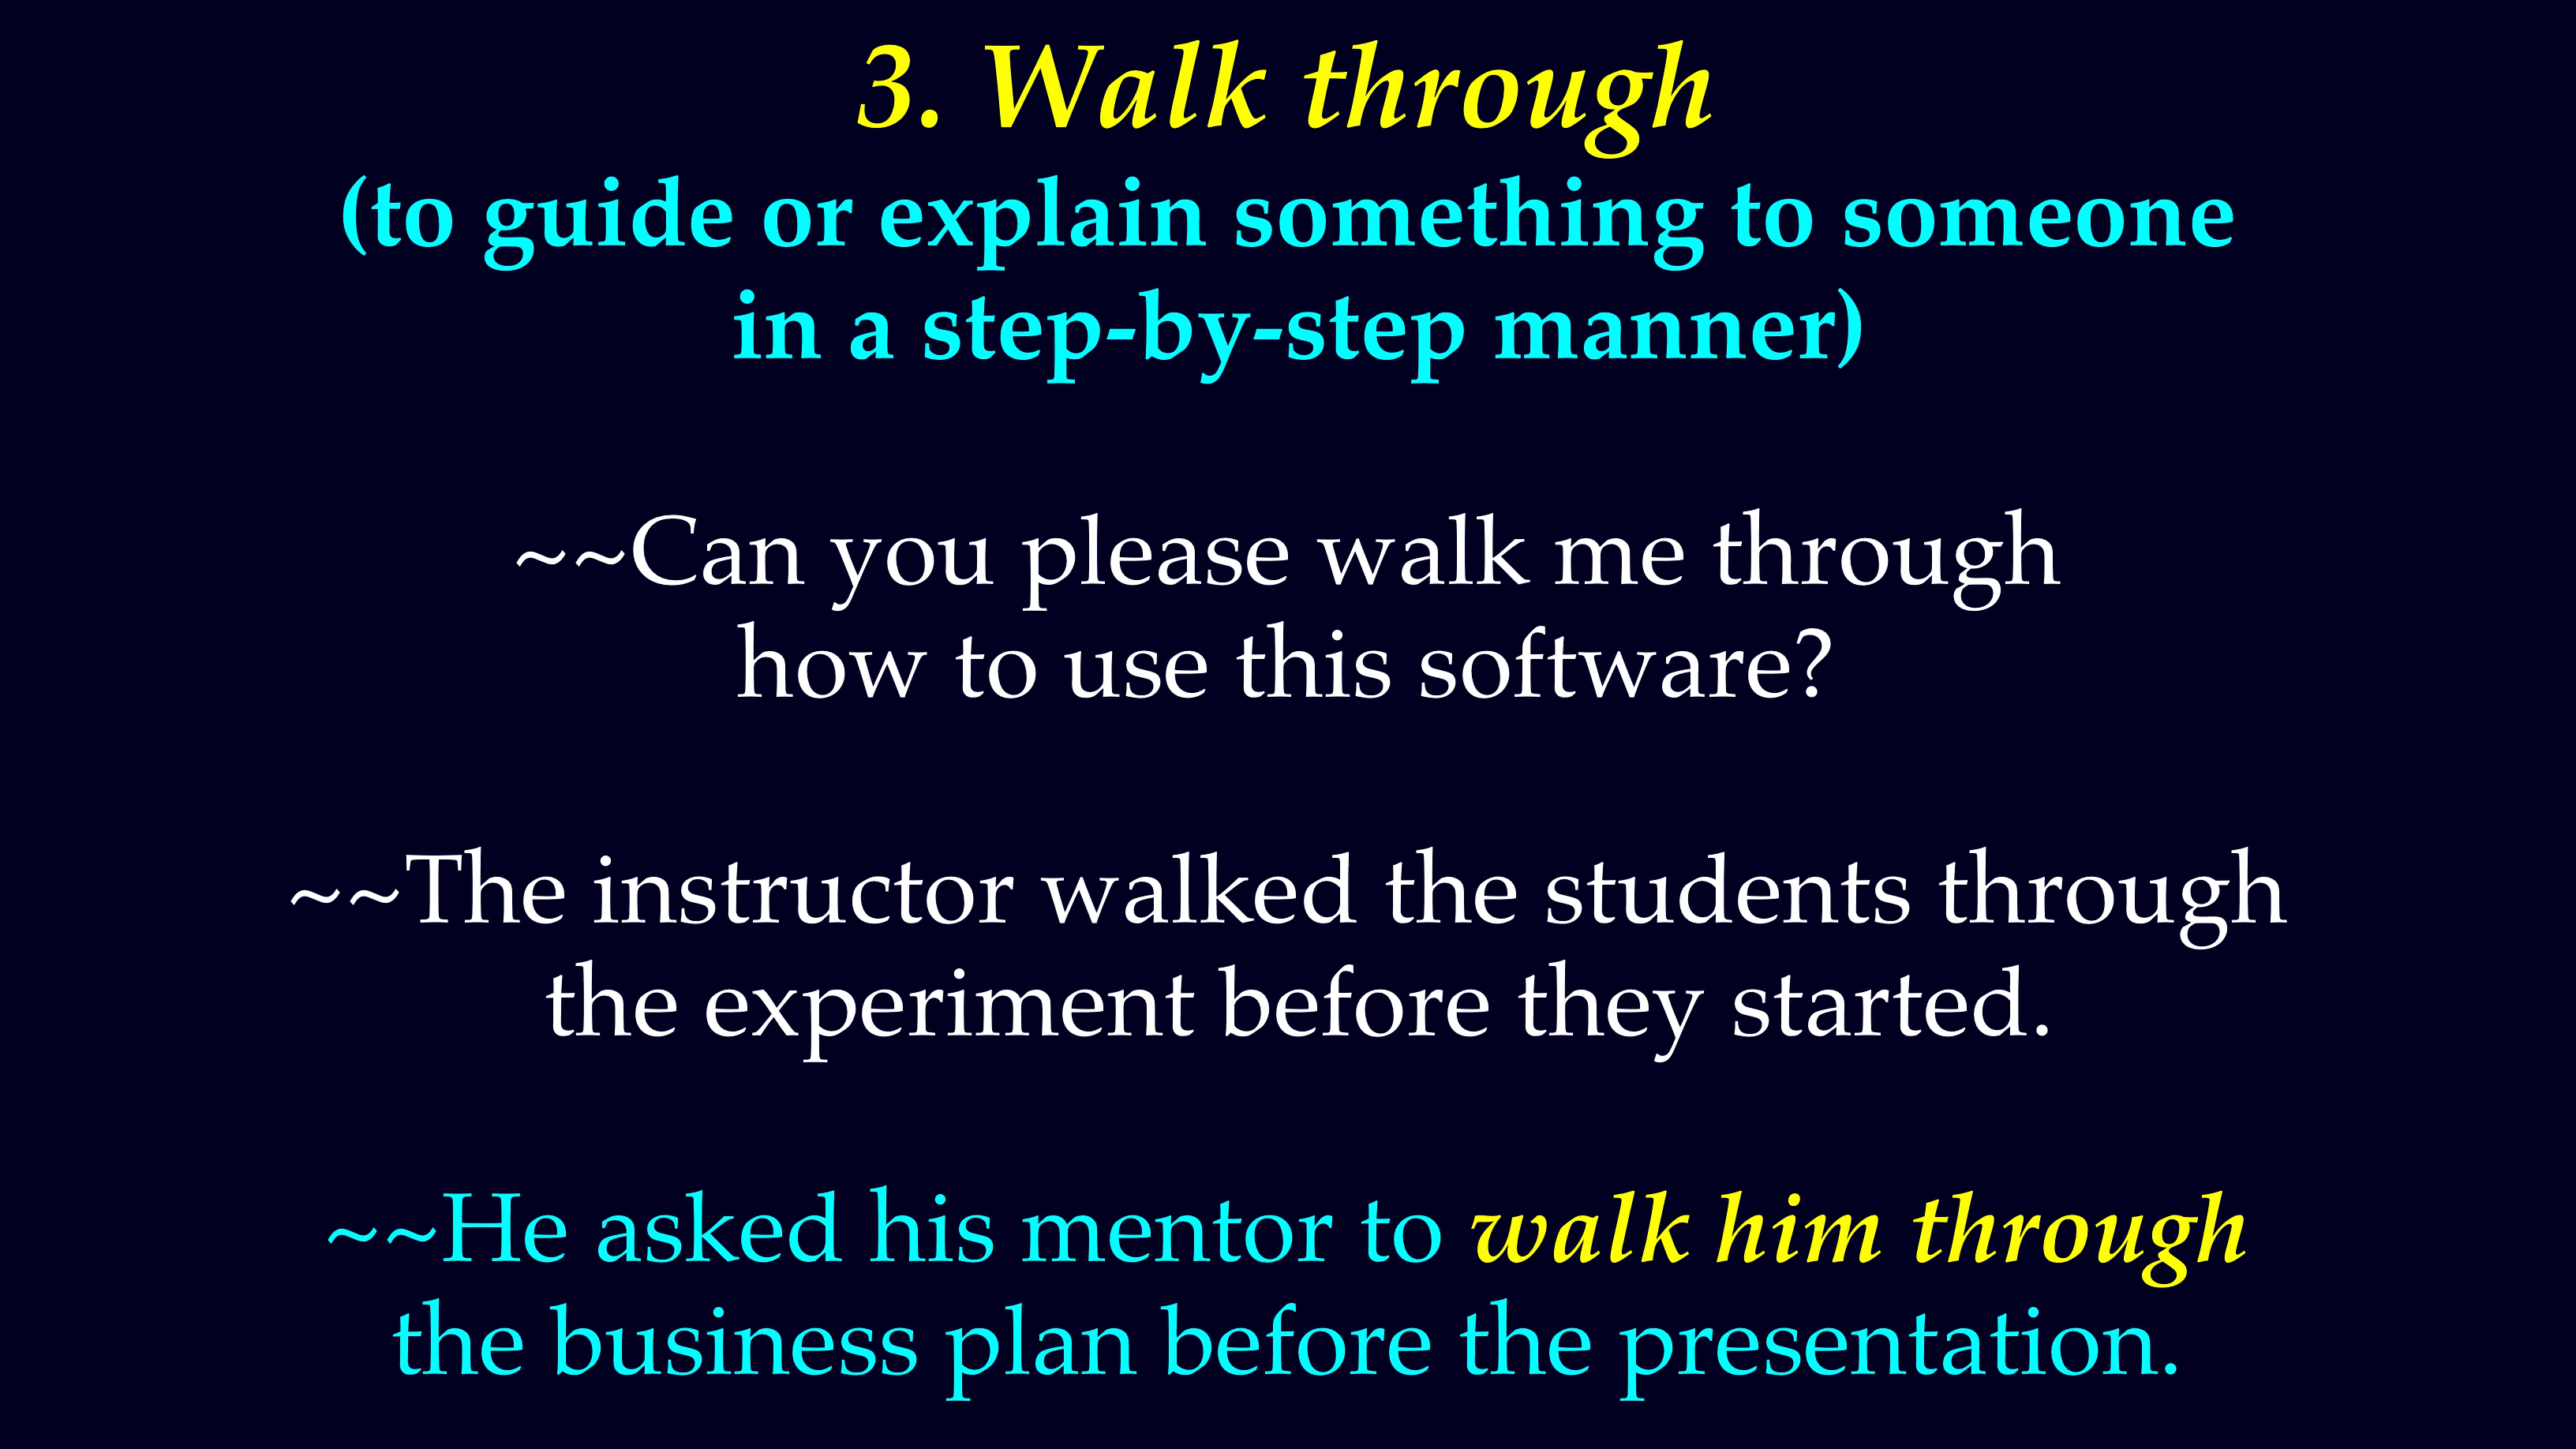 3. Walk through
(to guide or explain something to someone
in a step-by-step manner)
~~Can you please walk me through
how to use this software?
~~The instructor walked the students through
the experiment before they started.
~~He asked his mentor to walk him through
the business plan before the presentation.